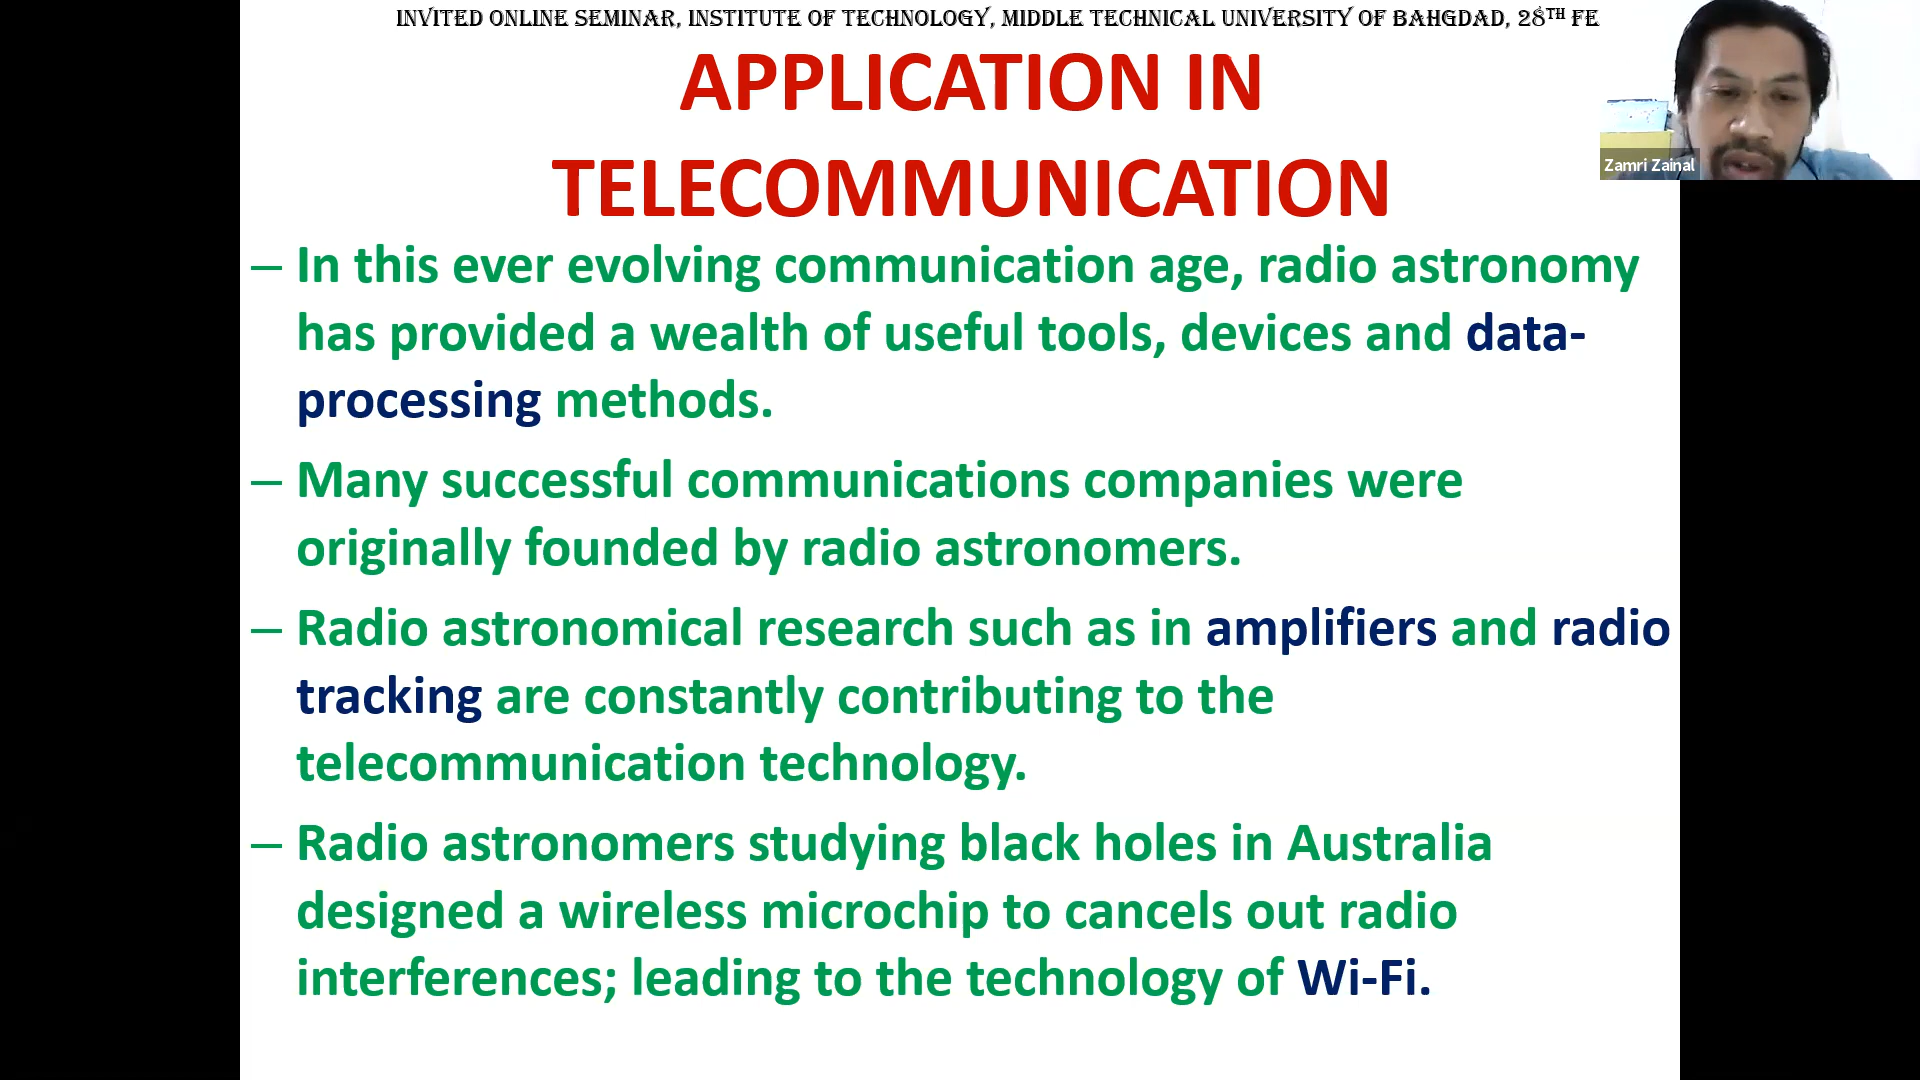 INVITED ONLINE SEMINAR, INSTITUTE OF TECHNOLOGY, MIDDLE TECHNICAL UNIVERSITY OF BAHGDAD, 28TH FE
APPLICATION IN
TELECOMMUNICATION
– In this ever evolving communication age, radio astronomy
has provided a wealth of useful tools, devices and data-
processing methods.
– Many successful communications companies were
originally founded by radio astronomers.
– Radio astronomical research such as in amplifiers and radio
tracking are constantly contributing to the
telecommunication technology.
– Radio astronomers studying black holes in Australia
designed a wireless microchip to cancels out radio
interferences; leading to the technology of Wi-Fi.
Zamri Zainal